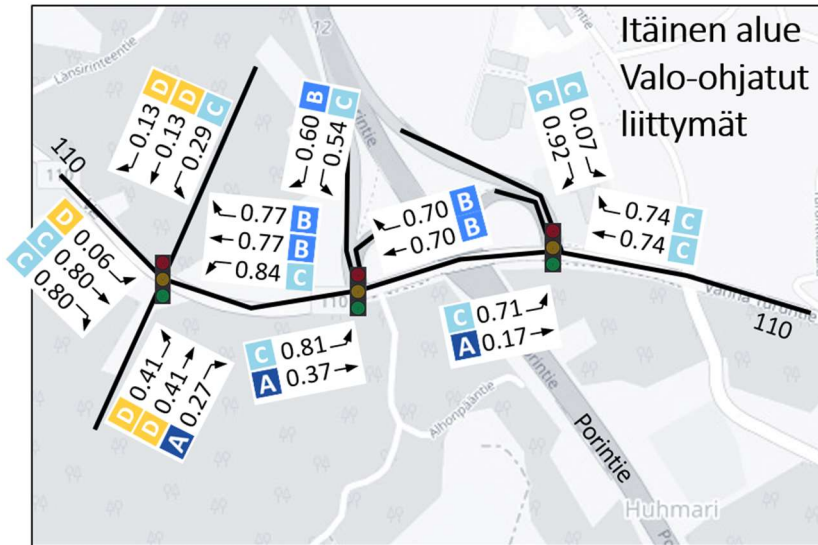 Itäinen alue
Valo-ohjatut
liittymät
12
Länsirinteentie
Porintie
110
110
D D C
0.13 0.13 0.29
B C
0.60 0.54
C C
0.92 0.07
0.77 B
0.77 B
0.84 C
0.70 B
0.70 B
0.74 C
0.74 C
D 0.06
C 0.80
C 0.80
110
Vanha Turuntie
110
C 0.81
A 0.37
C 0.71
A 0.17
0.41 0.41 0.27
D D A
Porintie
Alhonpääntie
Porintie
Huhmari